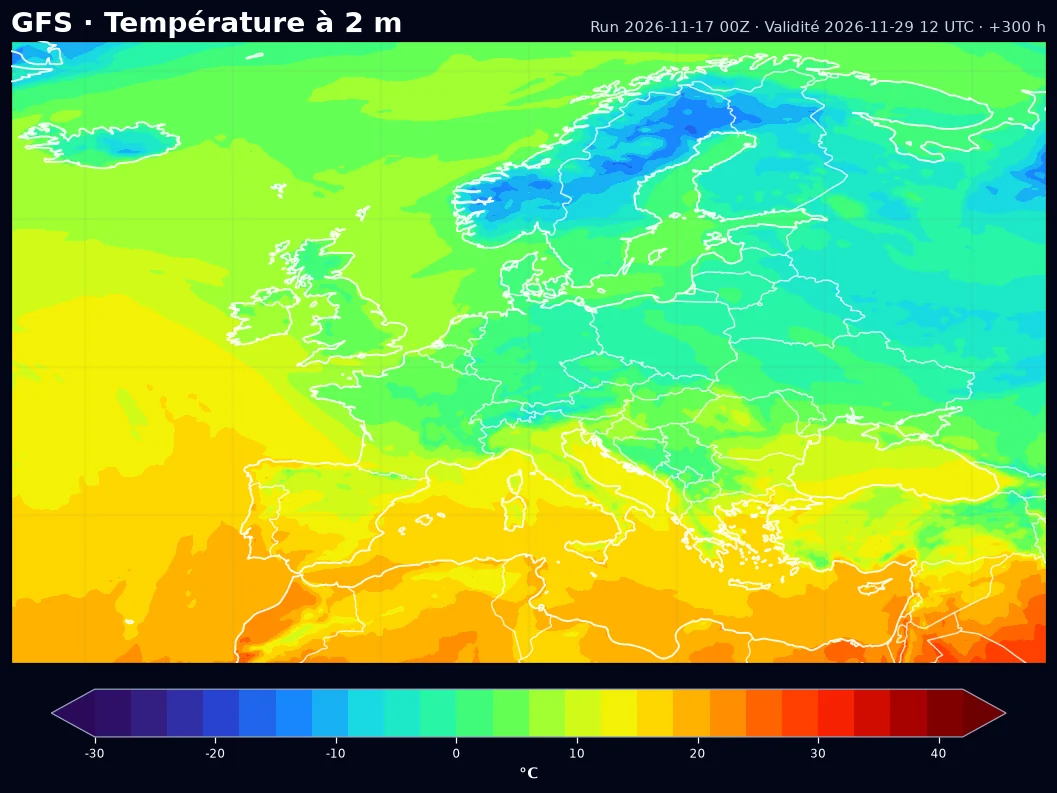 GFS · Température à 2 m
Run 2026-11-17 00Z · Validité 2026-11-29 12 UTC · +300 h
-30 -20 -10 0 10 20 30 40
°C